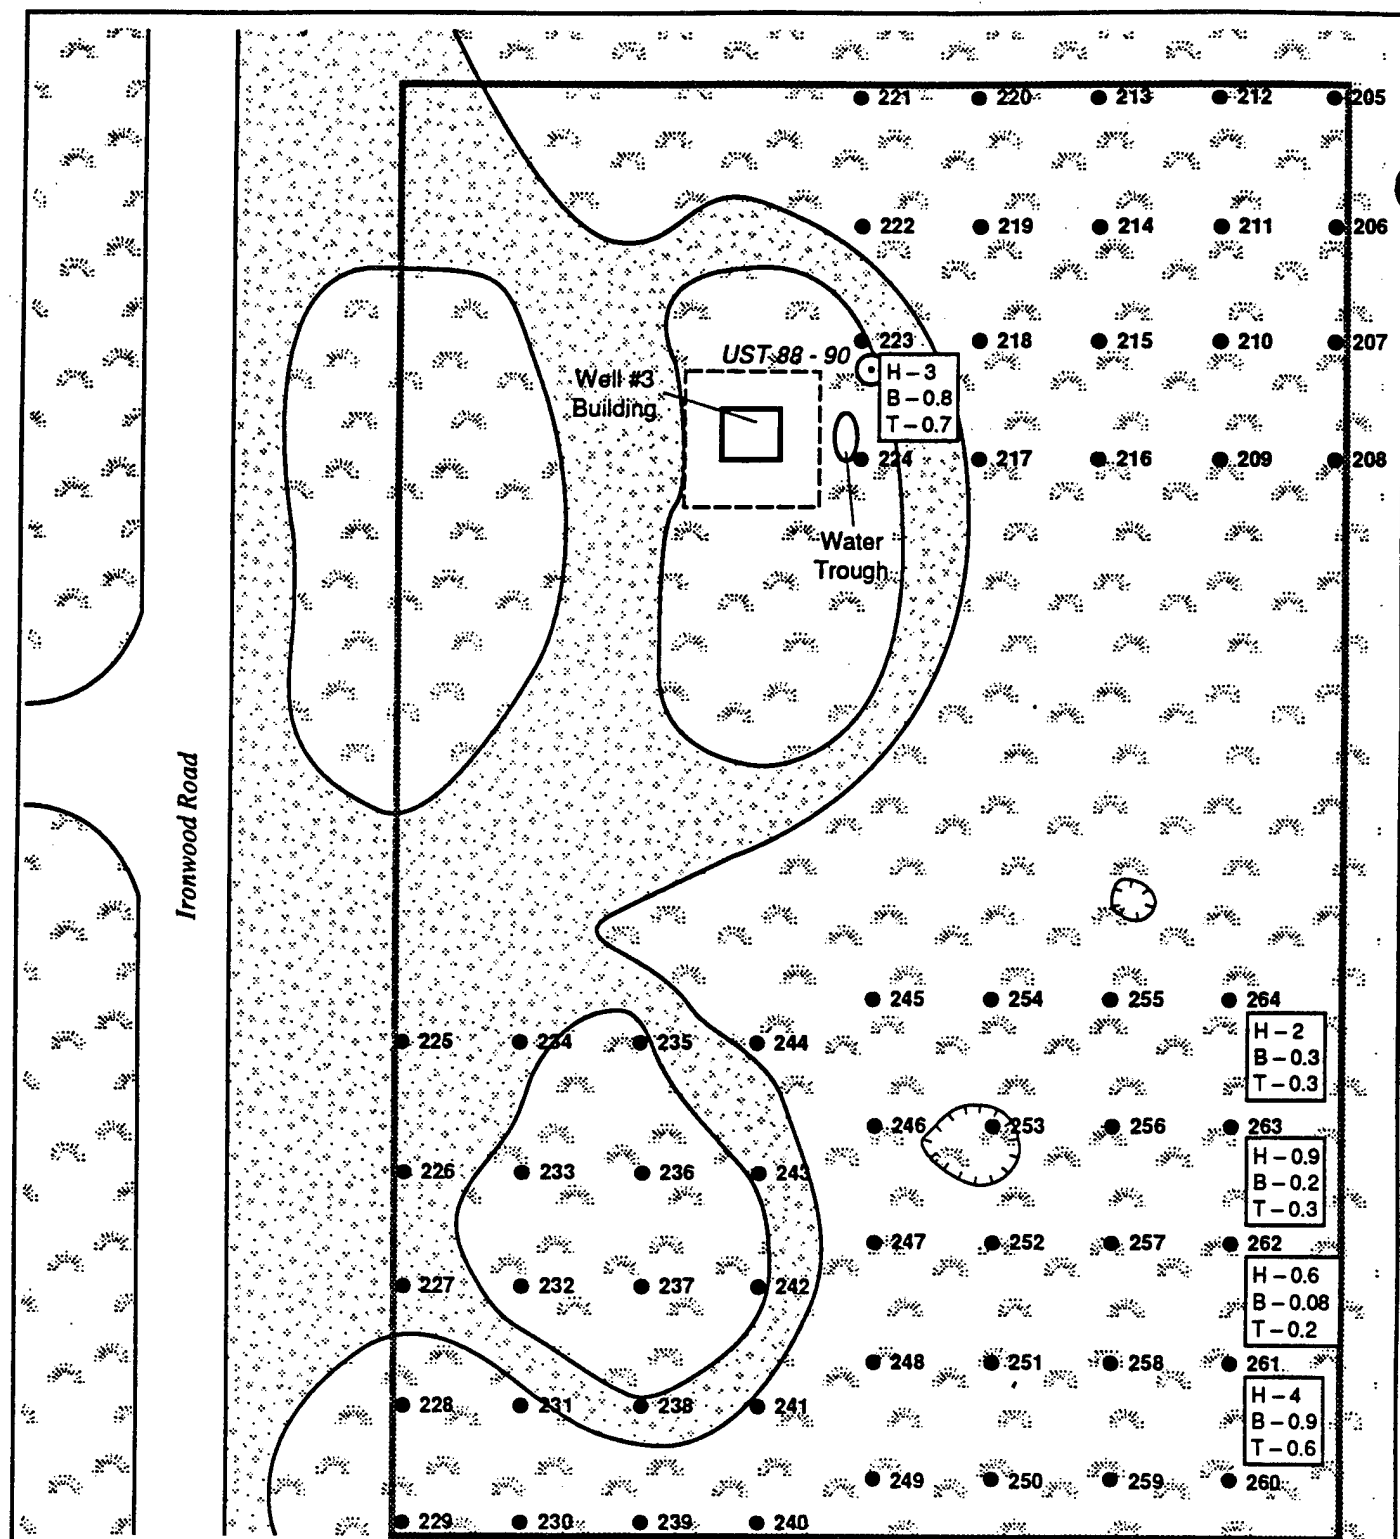 221 220 213 212 205
222 219 214 211 206
223 218 215 210 207
UST 88 - 90
Well #3
Building
H – 3
B – 0.8
T – 0.7
224 217 216 209 208
Water
Trough
Ironwood Road
245 254 255 264
225 234 235 244
H – 2
B – 0.3
T – 0.3
246 253 256 263
226 233 236 243
H – 0.9
B – 0.2
T – 0.3
247 252 257 262
227 232 237 242
H – 0.6
B – 0.08
T – 0.2
248 251 258 261
228 231 238 241
H – 4
B – 0.9
T – 0.6
249 250 259 260
229 230 239 240